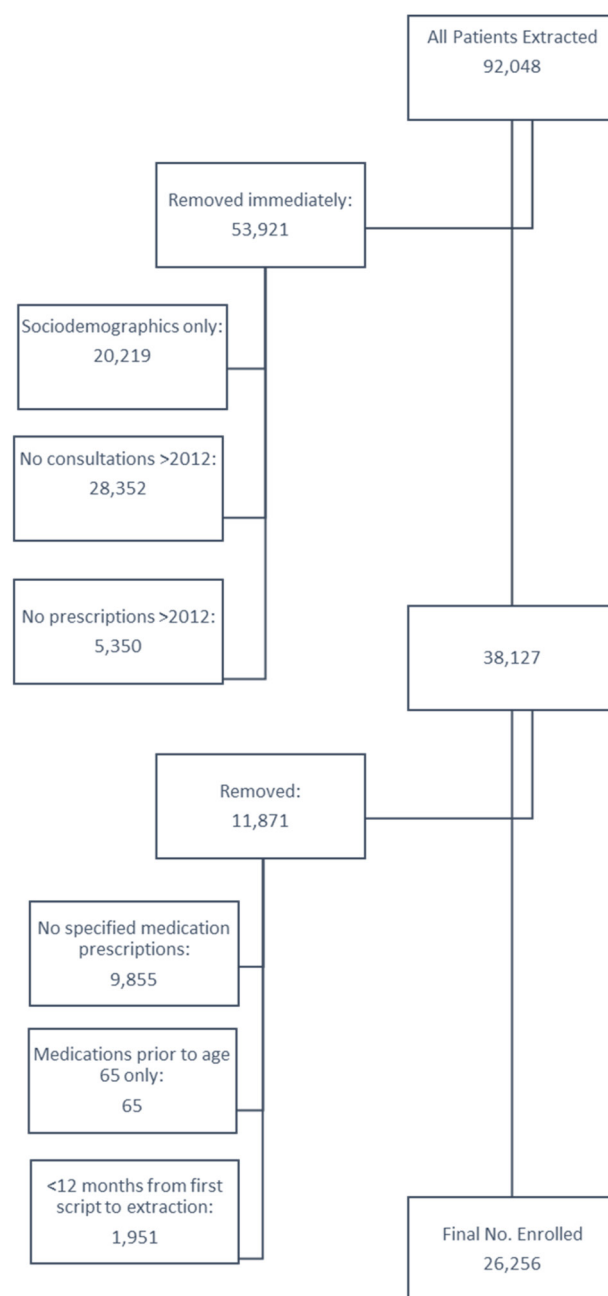 All Patients Extracted
92,048
Removed immediately:
53,921
Sociodemographics only:
20,219
No consultations >2012:
28,352
No prescriptions >2012:
5,350
38,127
Removed:
11,871
No specified medication
prescriptions:
9,855
Medications prior to age
65 only:
65
<12 months from first
script to extraction:
1,951
Final No. Enrolled
26,256